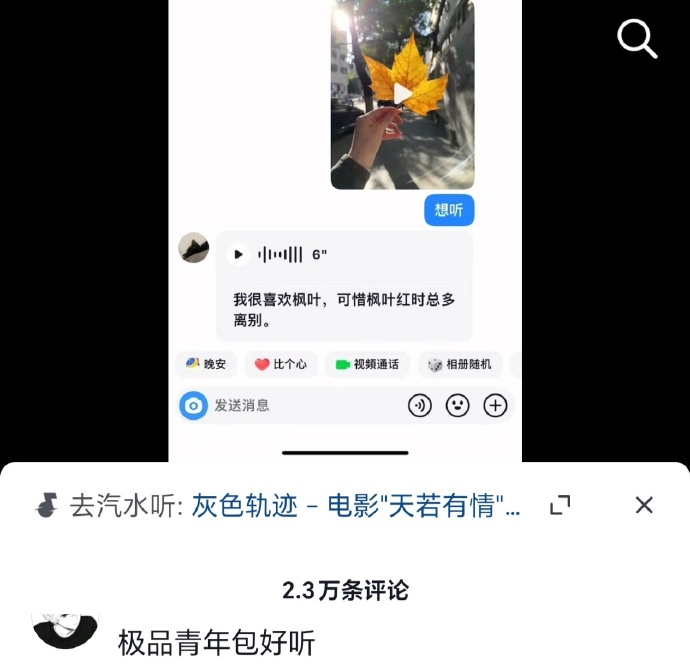 想听
6"
我很喜欢枫叶，可惜枫叶红时总多
离别。
晚安 比个心 视频通话 相册随机
发送消息
去汽水听: 灰色轨迹 - 电影"天若有情"...
2.3万条评论
极品青年包好听